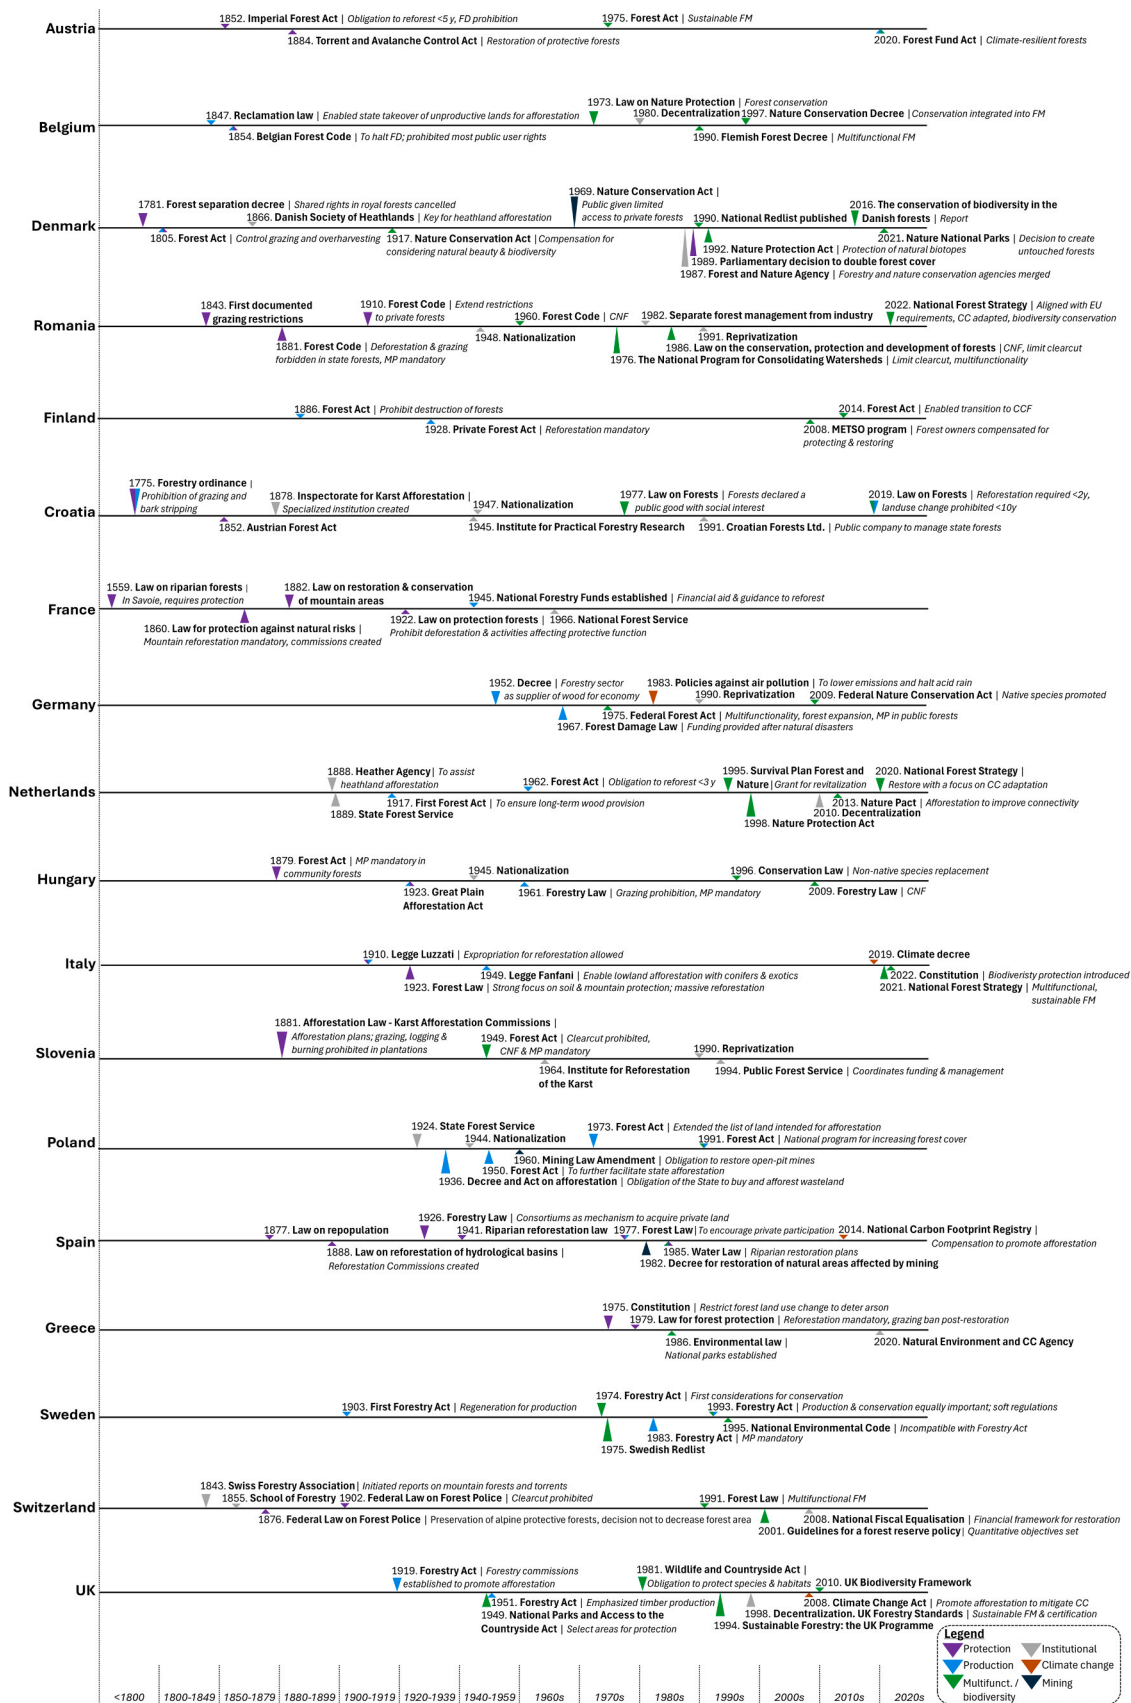 1852. Imperial Forest Act | Obligation to reforest <5 y, FD prohibition
1975. Forest Act | Sustainable FM
Austria
1884. Torrent and Avalanche Control Act | Restoration of protective forests
2020. Forest Fund Act | Climate-resilient forests
1973. Law on Nature Protection | Forest conservation
1847. Reclamation law | Enabled state takeover of unproductive lands for afforestation
1980. Decentralization
1997. Nature Conservation Decree | Conservation integrated into FM
Belgium
1854. Belgian Forest Code | To halt FD; prohibited most public user rights
1990. Flemish Forest Decree | Multifunctional FM
1969. Nature Conservation Act |
Public given limited
access to private forests
1781. Forest separation decree | Shared rights in royal forests cancelled
1866. Danish Society of Heathlands | Key for heathland afforestation
1990. National Redlist published
2016. The conservation of biodiversity in the
Danish forests | Report
Denmark
1805. Forest Act | Control grazing and overharvesting
1917. Nature Conservation Act | Compensation for
considering natural beauty & biodiversity
1992. Nature Protection Act | Protection of natural biotopes
1989. Parliamentary decision to double forest cover
1987. Forest and Nature Agency | Forestry and nature conservation agencies merged
2021. Nature National Parks | Decision to create
untouched forests
1843. First documented
grazing restrictions
1910. Forest Code | Extend restrictions
to private forests
1960. Forest Code | CNF
1982. Separate forest management from industry
2022. National Forest Strategy | Aligned with EU
requirements, CC adapted, biodiversity conservation
Romania
1881. Forest Code | Deforestation & grazing
forbidden in state forests, MP mandatory
1948. Nationalization
1991. Reprivatization
1986. Law on the conservation, protection and development of forests | CNF, limit clearcut
1976. The National Program for Consolidating Watersheds | Limit clearcut, multifunctionality
1886. Forest Act | Prohibit destruction of forests
2014. Forest Act | Enabled transition to CCF
Finland
1928. Private Forest Act | Reforestation mandatory
2008. METSO program | Forest owners compensated for
protecting & restoring
1775. Forestry ordinance |
Prohibition of grazing and
bark stripping
1878. Inspectorate for Karst Afforestation |
Specialized institution created
1947. Nationalization
1977. Law on Forests | Forests declared a
public good with social interest
2019. Law on Forests | Reforestation required <2y,
landuse change prohibited <10y
Croatia
1852. Austrian Forest Act
1945. Institute for Practical Forestry Research
1991. Croatian Forests Ltd. | Public company to manage state forests
1559. Law on riparian forests |
In Savoie, requires protection
1882. Law on restoration & conservation
of mountain areas
1945. National Forestry Funds established | Financial aid & guidance to reforest
France
1860. Law for protection against natural risks |
Mountain reforestation mandatory, commissions created
1922. Law on protection forests |
Prohibit deforestation & activities affecting protective function
1966. National Forest Service
1952. Decree | Forestry sector
as supplier of wood for economy
1983. Policies against air pollution | To lower emissions and halt acid rain
1990. Reprivatization
2009. Federal Nature Conservation Act | Native species promoted
Germany
1975. Federal Forest Act | Multifunctionality, forest expansion, MP in public forests
1967. Forest Damage Law | Funding provided after natural disasters
1888. Heather Agency | To assist
heathland afforestation
1962. Forest Act | Obligation to reforest <3 y
1995. Survival Plan Forest and
Nature | Grant for revitalization
2020. National Forest Strategy |
Restore with a focus on CC adaptation
Netherlands
1917. First Forest Act | To ensure long-term wood provision
1889. State Forest Service
2013. Nature Pact | Afforestation to improve connectivity
2010. Decentralization
1998. Nature Protection Act
1879. Forest Act | MP mandatory in
community forests
1945. Nationalization
1996. Conservation Law | Non-native species replacement
Hungary
1923. Great Plain
Afforestation Act
1961. Forestry Law | Grazing prohibition, MP mandatory
2009. Forestry Law | CNF
1910. Legge Luzzati | Expropriation for reforestation allowed
2019. Climate decree
Italy
1949. Legge Fanfani | Enable lowland afforestation with conifers & exotics
1923. Forest Law | Strong focus on soil & mountain protection; massive reforestation
2022. Constitution | Biodiveristy protection introduced
2021. National Forest Strategy | Multifunctional,
sustainable FM
1881. Afforestation Law - Karst Afforestation Commissions |
Afforestation plans; grazing, logging &
burning prohibited in plantations
1949. Forest Act | Clearcut prohibited,
CNF & MP mandatory
1990. Reprivatization
Slovenia
1964. Institute for Reforestation
of the Karst
1994. Public Forest Service | Coordinates funding & management
1924. State Forest Service
1944. Nationalization
1973. Forest Act | Extended the list of land intended for afforestation
1991. Forest Act | National program for increasing forest cover
Poland
1960. Mining Law Amendment | Obligation to restore open-pit mines
1950. Forest Act | To further facilitate state afforestation
1936. Decree and Act on afforestation | Obligation of the State to buy and afforest wasteland
1926. Forestry Law | Consortiums as mechanism to acquire private land
1877. Law on repopulation
1941. Riparian reforestation law
1977. Forest Law | To encourage private participation
2014. National Carbon Footprint Registry |
Compensation to promote afforestation
Spain
1888. Law on reforestation of hydrological basins |
Reforestation Commissions created
1985. Water Law | Riparian restoration plans
1982. Decree for restoration of natural areas affected by mining
1975. Constitution | Restrict forest land use change to deter arson
1979. Law for forest protection | Reforestation mandatory, grazing ban post-restoration
Greece
1986. Environmental law |
National parks established
2020. Natural Environment and CC Agency
1974. Forestry Act | First considerations for conservation
1903. First Forestry Act | Regeneration for production
1993. Forestry Act | Production & conservation equally important; soft regulations
Sweden
1995. National Environmental Code | Incompatible with Forestry Act
1983. Forestry Act | MP mandatory
1975. Swedish Redlist
1843. Swiss Forestry Association | Initiated reports on mountain forests and torrents
1855. School of Forestry
1902. Federal Law on Forest Police | Clearcut prohibited
1991. Forest Law | Multifunctional FM
Switzerland
1876. Federal Law on Forest Police | Preservation of alpine protective forests, decision not to decrease forest area
2008. National Fiscal Equalisation | Financial framework for restoration
2001. Guidelines for a forest reserve policy | Quantitative objectives set
1919. Forestry Act | Forestry commissions
established to promote afforestation
1981. Wildlife and Countryside Act |
Obligation to protect species & habitats
2010. UK Biodiversity Framework
UK
1951. Forestry Act | Emphasized timber production
1949. National Parks and Access to the
Countryside Act | Select areas for protection
2008. Climate Change Act | Promote afforestation to mitigate CC
1998. Decentralization. UK Forestry Standards | Sustainable FM & certification
1994. Sustainable Forestry: the UK Programme
Legend
Protection
Institutional
Production
Climate change
Multifunct. /
biodiversity
Mining
<1800
1800-1849
1850-1879
1880-1899
1900-1919
1920-1939
1940-1959
1960s
1970s
1980s
1990s
2000s
2010s
2020s